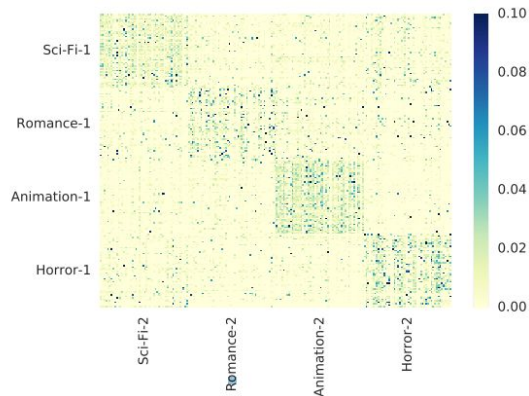 0.10
Sci-Fi-1
0.08
Romance-1
0.06
0.04
Animation-1
0.02
Horror-1
0.00
Sci-Fi-2
Romance-2
Animation-2
Horror-2